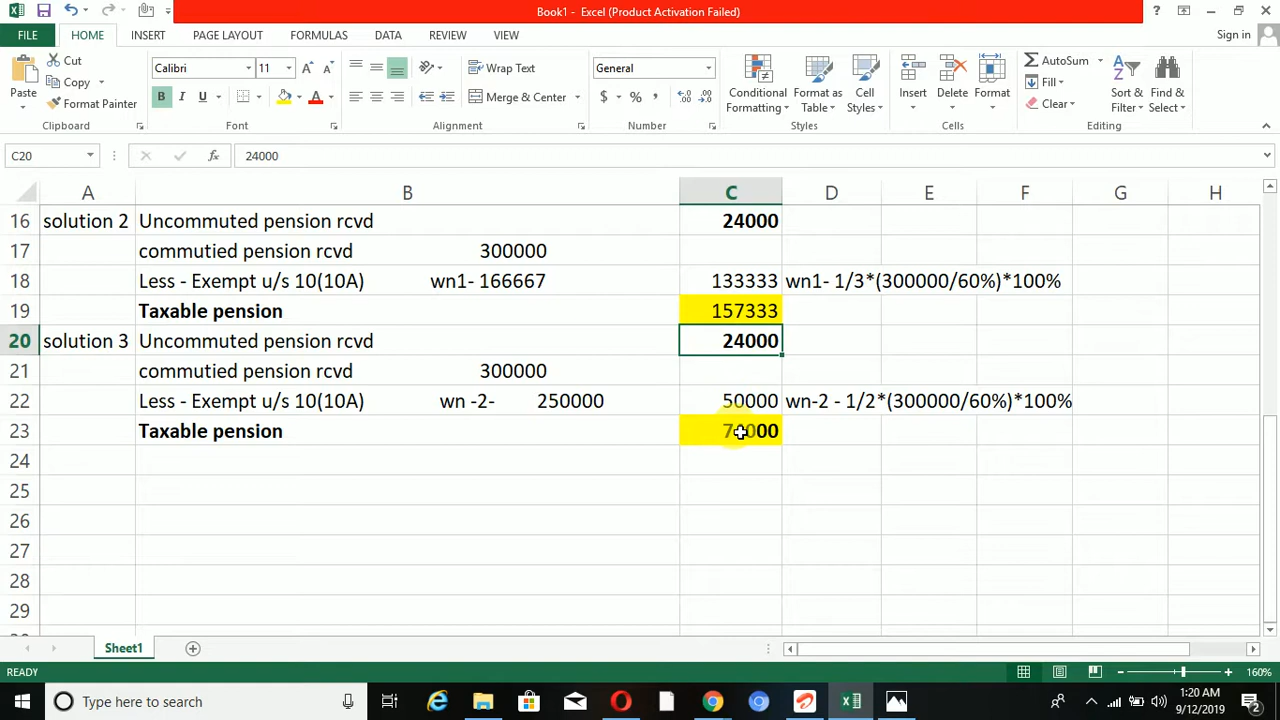 Book1 - Excel (Product Activation Failed)
?
FILE HOME INSERT PAGE LAYOUT FORMULAS DATA REVIEW VIEW Sign in
Paste
Cut
Copy
Format Painter
Clipboard
Calibri 11
B I U
Font
Wrap Text
Merge & Center
Alignment
General
$ % ,
Number
Conditional Formatting
Format as Table
Cell Styles
Styles
Insert
Delete
Format
Cells
AutoSum
Fill
Clear
Sort & Filter
Find & Select
Editing
C20 fx 24000
A B C D E F G H
16 solution 2 Uncommuted pension rcvd 24000
17 commutied pension rcvd 300000
18 Less - Exempt u/s 10(10A) wn1- 166667 133333 wn1- 1/3*(300000/60%)*100%
19 Taxable pension 157333
20 solution 3 Uncommuted pension rcvd 24000
21 commutied pension rcvd 300000
22 Less - Exempt u/s 10(10A) wn -2- 250000 50000 wn-2 - 1/2*(300000/60%)*100%
23 Taxable pension 74000
24
25
26
27
28
29
Sheet1
READY 160%
Type here to search
1:20 AM
9/12/2019
2